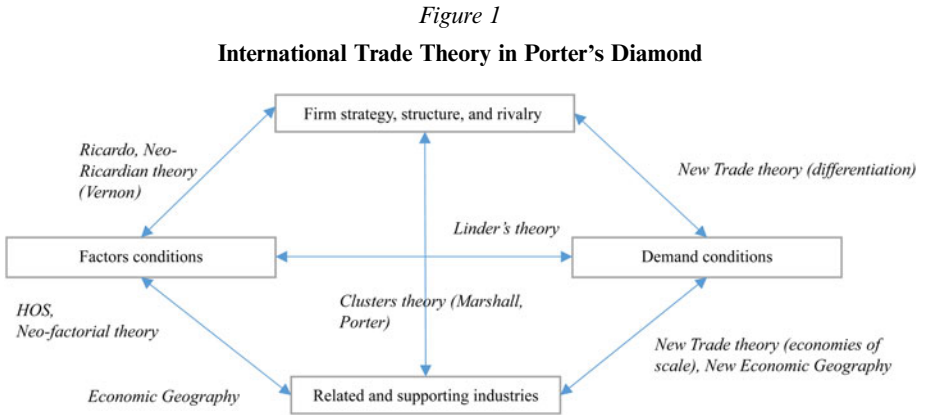 Figure 1
International Trade Theory in Porter's Diamond
Firm strategy, structure, and rivalry
Ricardo, Neo-
Ricardian theory
(Vernon)
New Trade theory (differentiation)
Linder's theory
Factors conditions
Demand conditions
HOS,
Neo-factorial theory
Clusters theory (Marshall,
Porter)
New Trade theory (economies of
scale), New Economic Geography
Economic Geography
Related and supporting industries